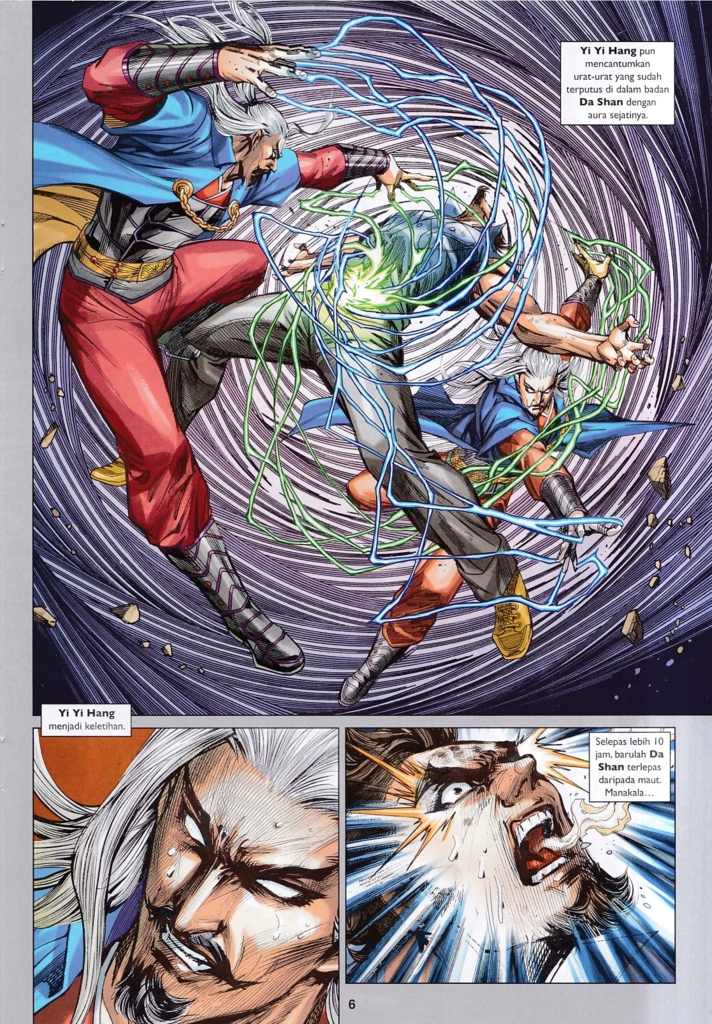 Yi Yi Hang pun
mencantumkan
urat-urat yang sudah
terputus di dalam badan
Da Shan dengan
aura sejatinya.
Yi Yi Hang
menjadi keletihan.
Selepas lebih 10
jam, barulah Da
Shan terlepas
daripada maut.
Manakala...
6